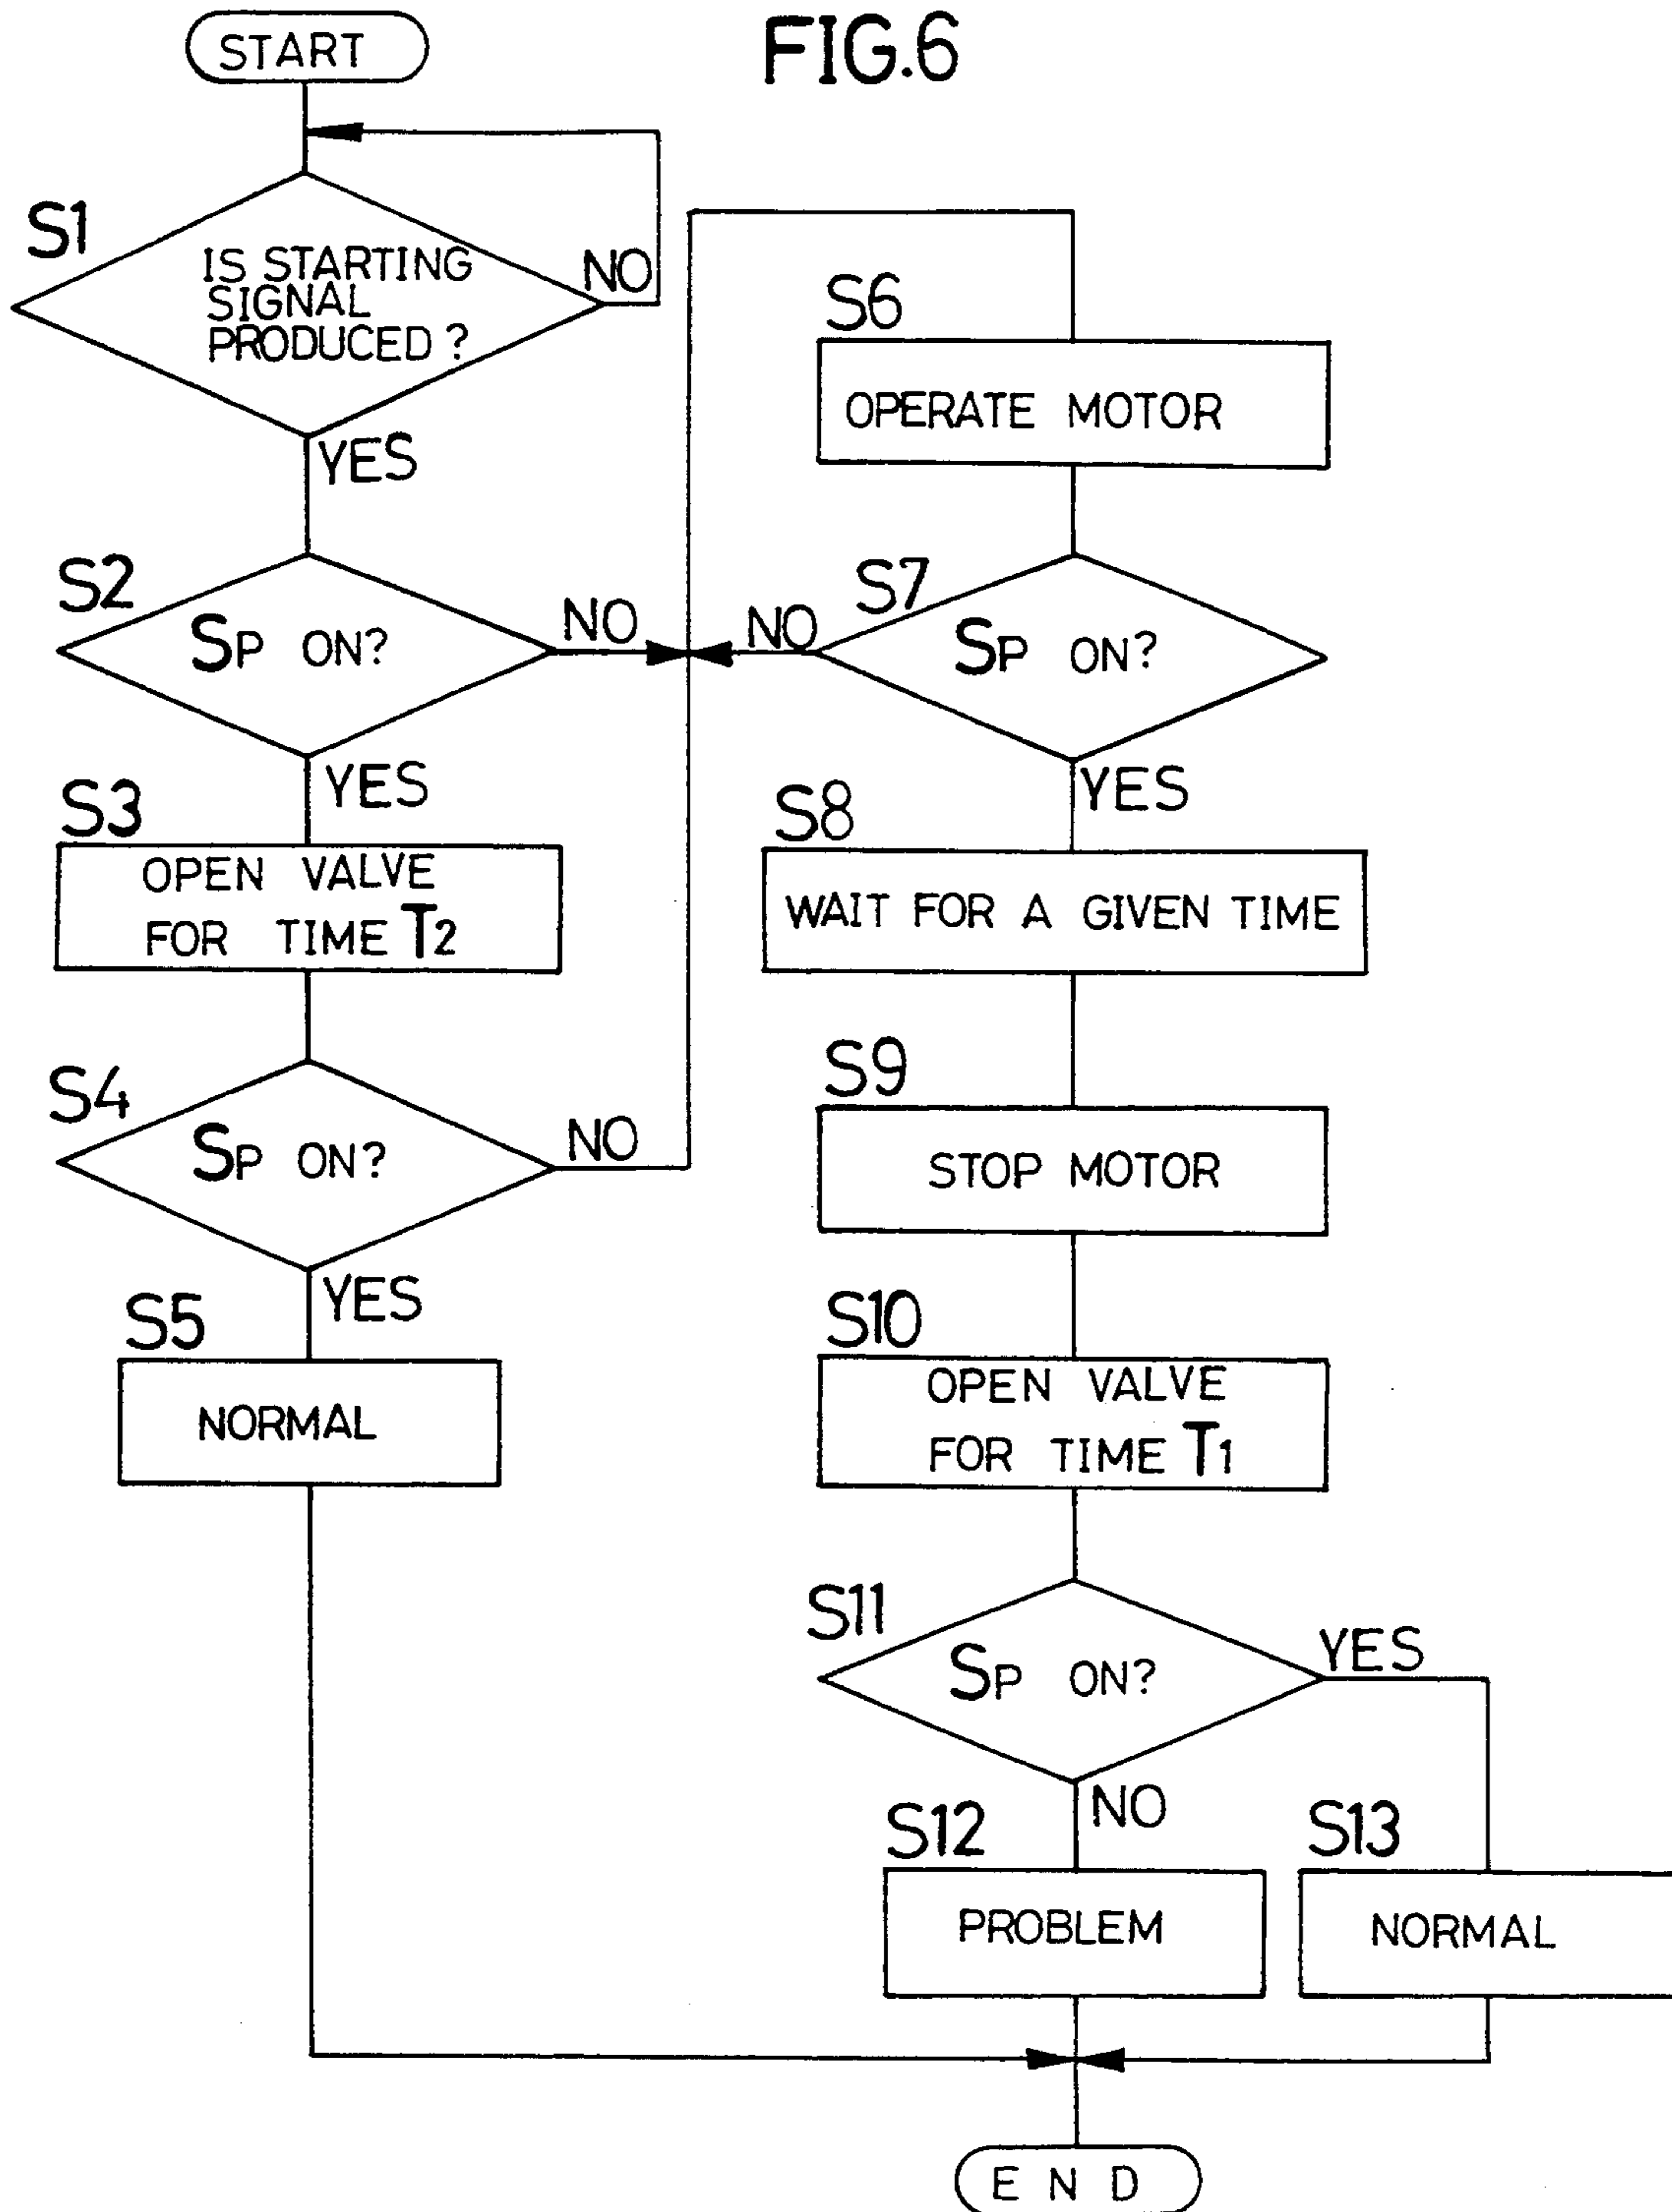 FIG.6
START
S1
IS STARTING
SIGNAL
PRODUCED?
NO
YES
S2
SP ON?
NO
YES
S3
OPEN VALVE
FOR TIME T2
S4
SP ON?
NO
YES
S5
NORMAL
S6
OPERATE MOTOR
S7
NO
SP ON?
YES
S8
WAIT FOR A GIVEN TIME
S9
STOP MOTOR
S10
OPEN VALVE
FOR TIME T1
S11
SP ON?
YES
NO
S12
PROBLEM
S13
NORMAL
END